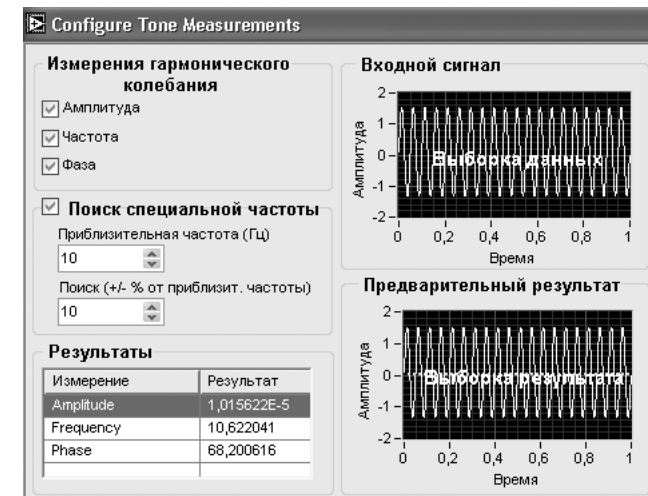 Configure Tone Measurements
Измерения гармонического
колебания
Амплитуда
Частота
Фаза
Поиск специальной частоты
Приблизительная частота (Гц)
10
Поиск (+/- % от приблизит. частоты)
10
Результаты
Измерение Результат
Amplitude 1,015622E-5
Frequency 10,622041
Phase 68,200616
Входной сигнал
Амплитуда
2
1
0
-1
-2
Выборка данных
0 0,2 0,4 0,6 0,8 1
Время
Предварительный результат
Амплитуда
2
1
0
-1
-2
Выборка результата
0 0,2 0,4 0,6 0,8 1
Время